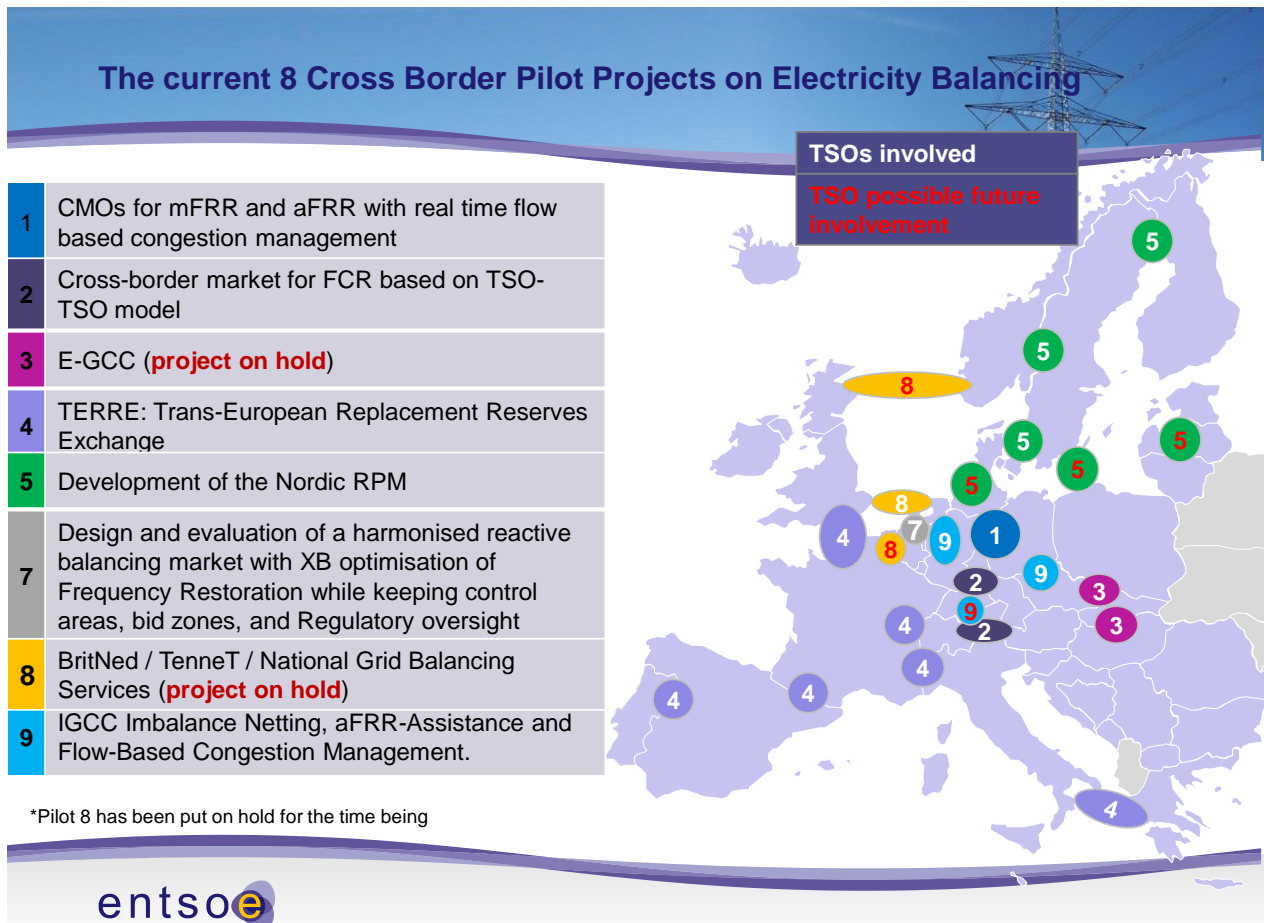 The current 8 Cross Border Pilot Projects on Electricity Balancing
TSOs involved
TSO possible future
involvement
1
CMOs for mFRR and aFRR with real time flow
based congestion management
2
Cross-border market for FCR based on TSO-
TSO model
3
E-GCC (project on hold)
4
TERRE: Trans-European Replacement Reserves
Exchange
5
Development of the Nordic RPM
7
Design and evaluation of a harmonised reactive
balancing market with XB optimisation of
Frequency Restoration while keeping control
areas, bid zones, and Regulatory oversight
8
BritNed / TenneT / National Grid Balancing
Services (project on hold)
9
IGCC Imbalance Netting, aFRR-Assistance and
Flow-Based Congestion Management.
5
5
8
5
5
5
5
8
4
7
9
1
8
9
2
3
9
3
2
4
4
4
4
4
*Pilot 8 has been put on hold for the time being
entsoe